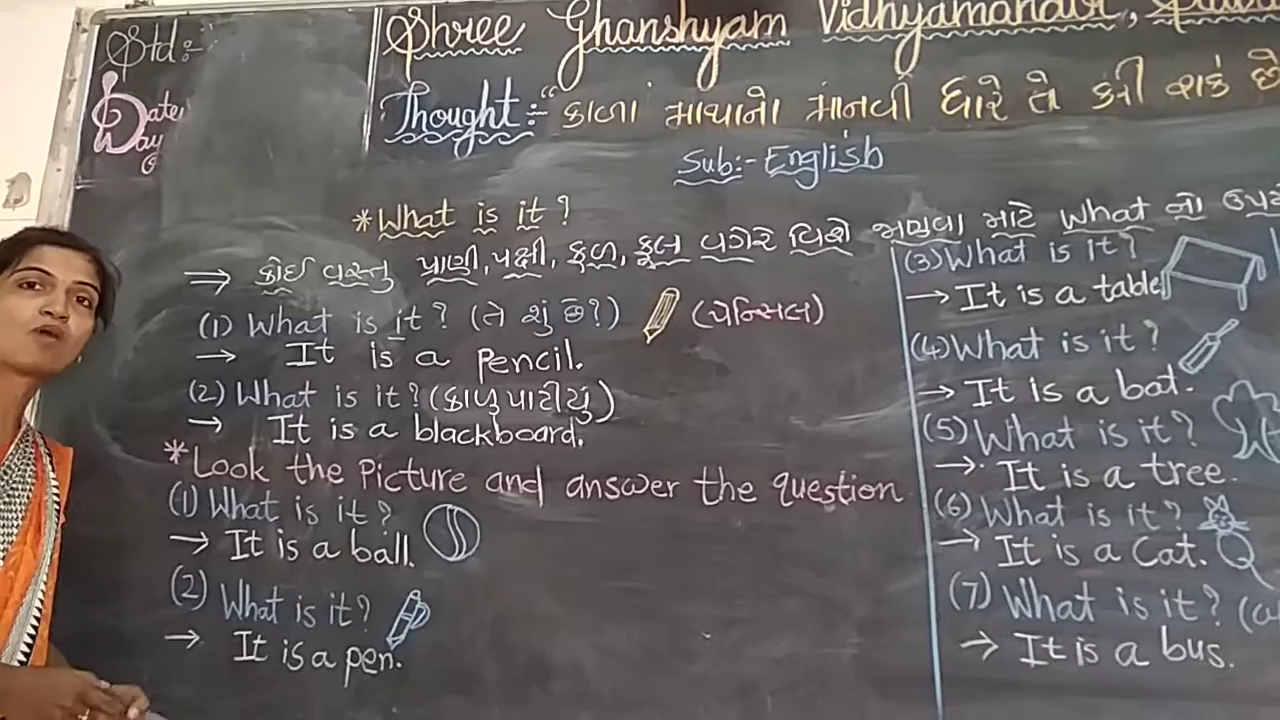 Std:-
Date
Day
Shree Ghanshyam Vidhyamandir,
Thought:- "કાળા માથાનો માનવી ધારે તે કરી શકે છે
Sub:- English
*What is it?
→ કોઈ વસ્તુ પ્રાણી, પક્ષી, ફળ, ફૂલ વગેરે વિશે જાણવા માટે What નો
(1) What is it? (તે શું છે?) (પેન્સિલ)
→ It is a pencil.
(2) What is it? (કાળુ પાટીયું)
→ It is a blackboard.
*Look the Picture and answer the question
(1) What is it?
→ It is a ball.
(2) What is it?
→ It is a pen.
(3) What is it?
→ It is a table
(4) What is it?
→ It is a bat.
(5) What is it?
→ It is a tree.
(6) What is it?
→ It is a Cat.
(7) What is it?
→ It is a bus.